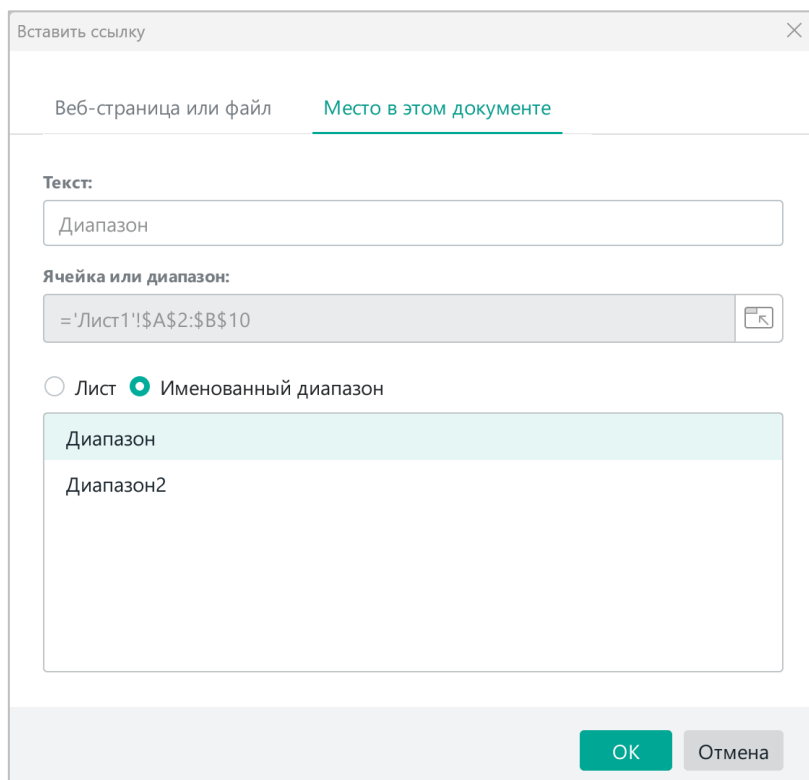 Вставить ссылку
Веб-страница или файл Место в этом документе
Текст:
Диапазон
Ячейка или диапазон:
='Лист1'!$A$2:$B$10
Лист Именованный диапазон
Диапазон
Диапазон2
ОК Отмена